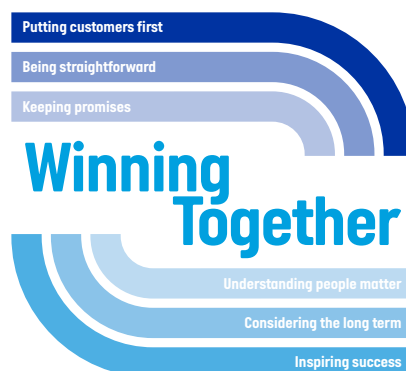 Putting customers first
Being straightforward
Keeping promises
Winning
Together
Understanding people matter
Considering the long term
Inspiring success